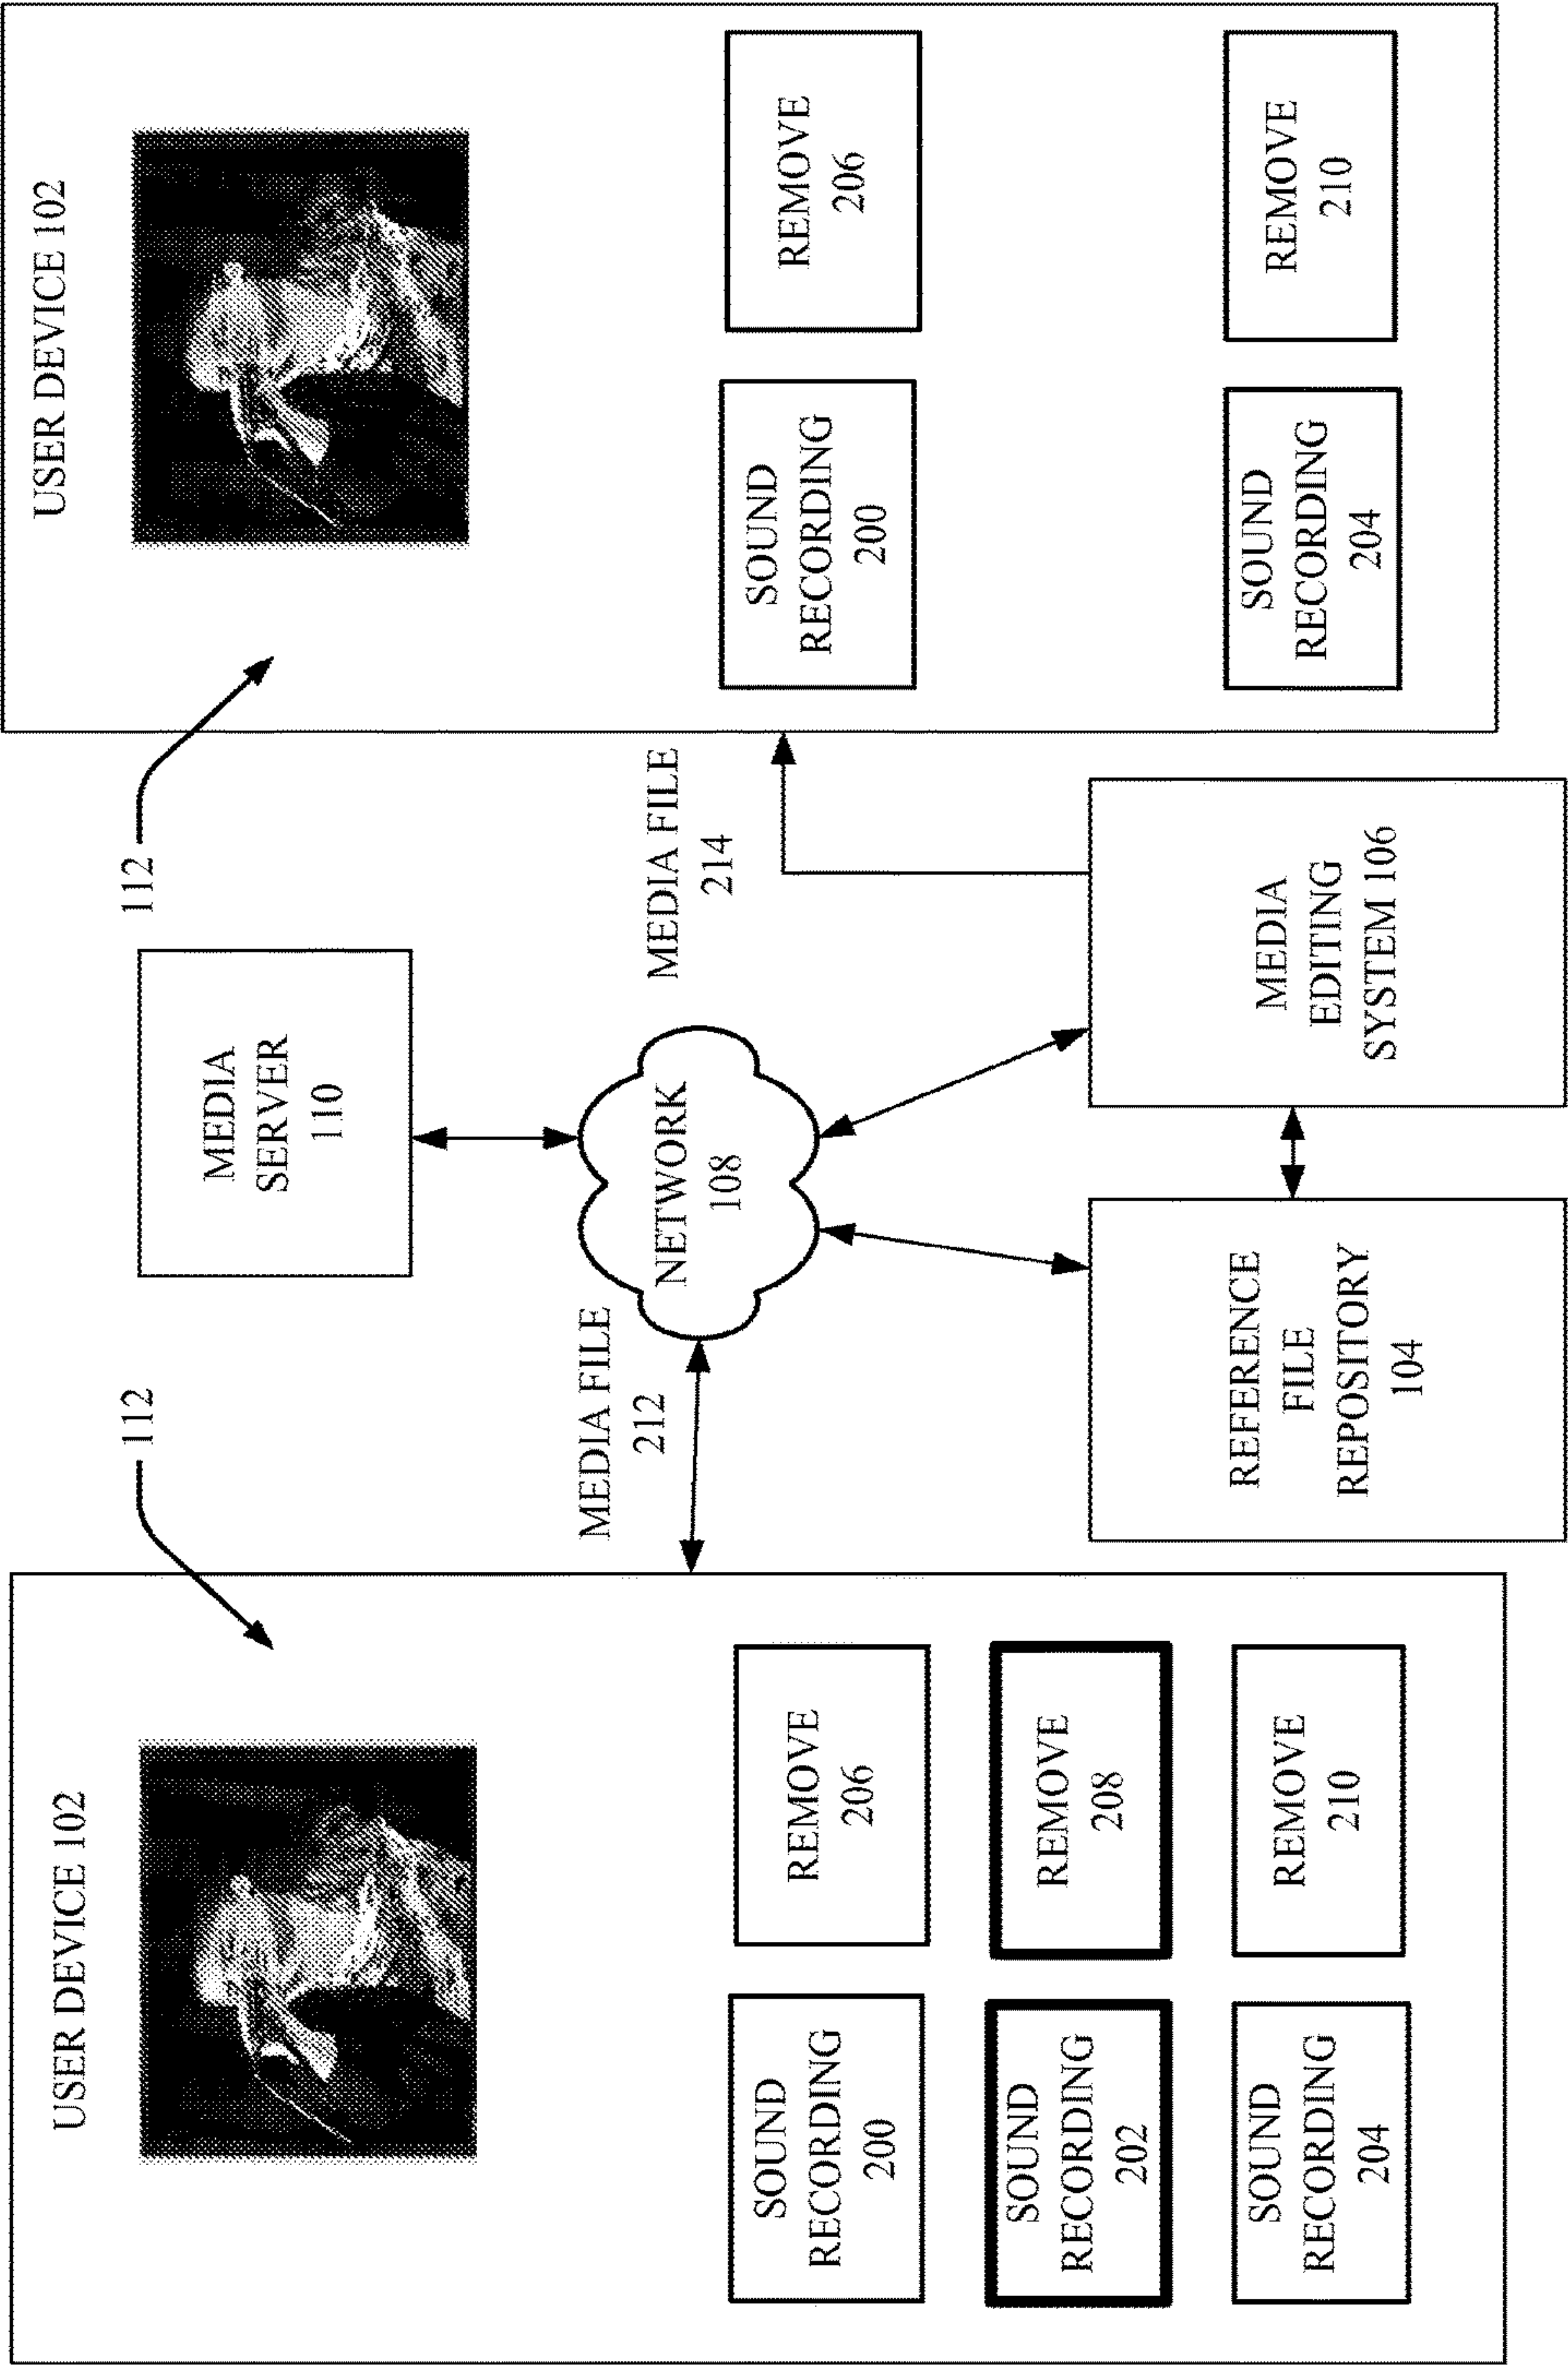 USER DEVICE 102
112
SOUND
RECORDING
200
REMOVE
206
SOUND
RECORDING
202
REMOVE
208
SOUND
RECORDING
204
REMOVE
210
MEDIA FILE
212
MEDIA
SERVER
110
NETWORK
108
REFERENCE
FILE
REPOSITORY
104
MEDIA
EDITING
SYSTEM 106
MEDIA FILE
214
112
USER DEVICE 102
SOUND
RECORDING
200
REMOVE
206
SOUND
RECORDING
204
REMOVE
210